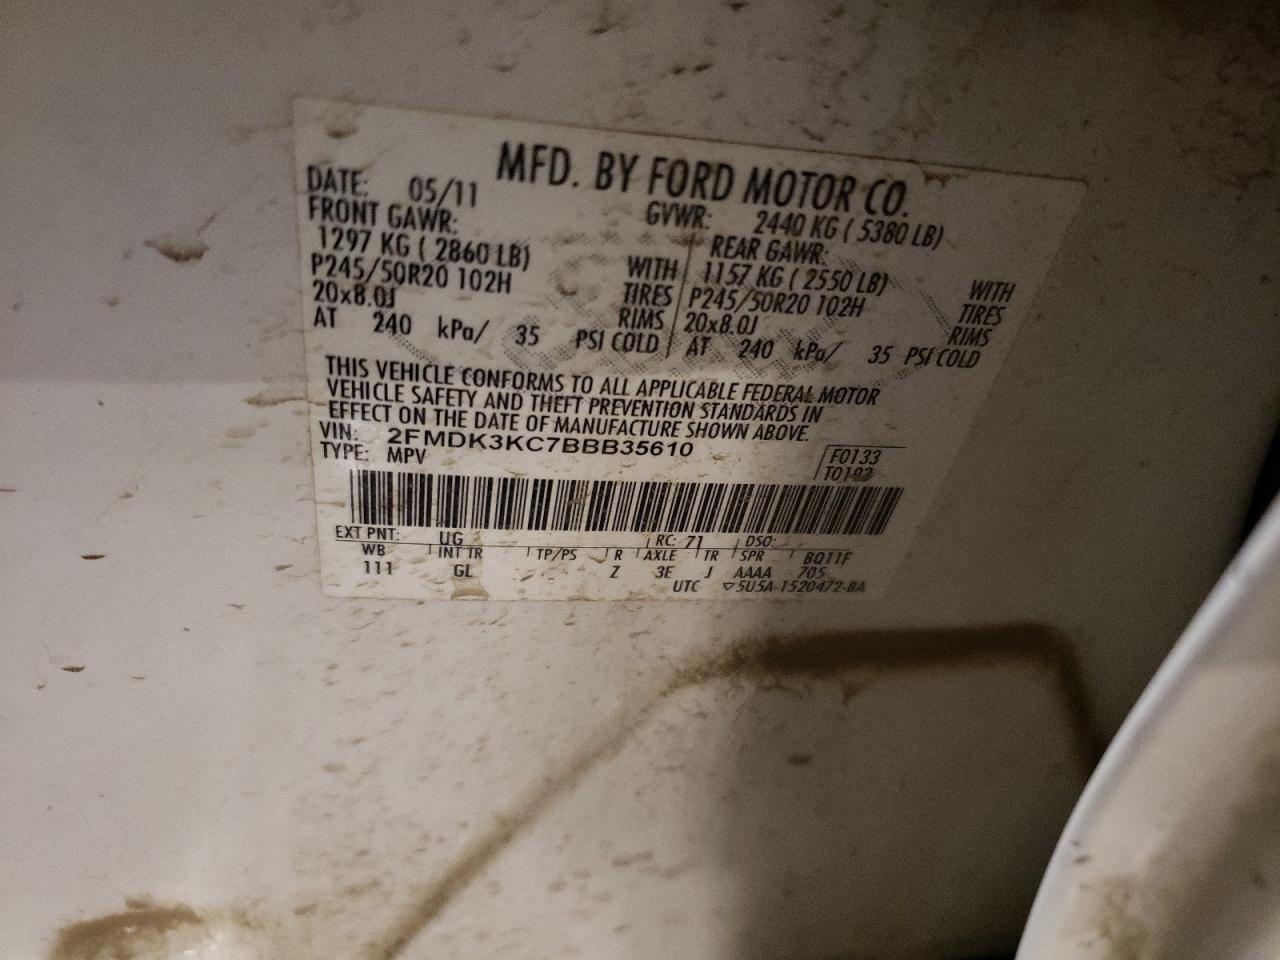 MFD. BY FORD MOTOR CO.
DATE: 05/11 GVWR: 2440 KG ( 5380 LB)
FRONT GAWR: REAR GAWR:
1297 KG ( 2860 LB) WITH 1157 KG ( 2550 LB) WITH
P245/50R20 102H TIRES P245/50R20 102H TIRES
20x8.0J RIMS 20x8.0J RIMS
AT 240 kPa/ 35 PSI COLD AT 240 kPa/ 35 PSI COLD
THIS VEHICLE CONFORMS TO ALL APPLICABLE FEDERAL MOTOR
VEHICLE SAFETY AND THEFT PREVENTION STANDARDS IN
EFFECT ON THE DATE OF MANUFACTURE SHOWN ABOVE.
VIN: 2FMDK3KC7BBB35610 F0133
TYPE: MPV
EXT PNT: UG RC: 71 DSO:
WB INT TR TP/PS R AXLE TR SPR BQ11F
111 GL Z 3E J AAAA 705
UTC ▽5U5A-1520472-BA